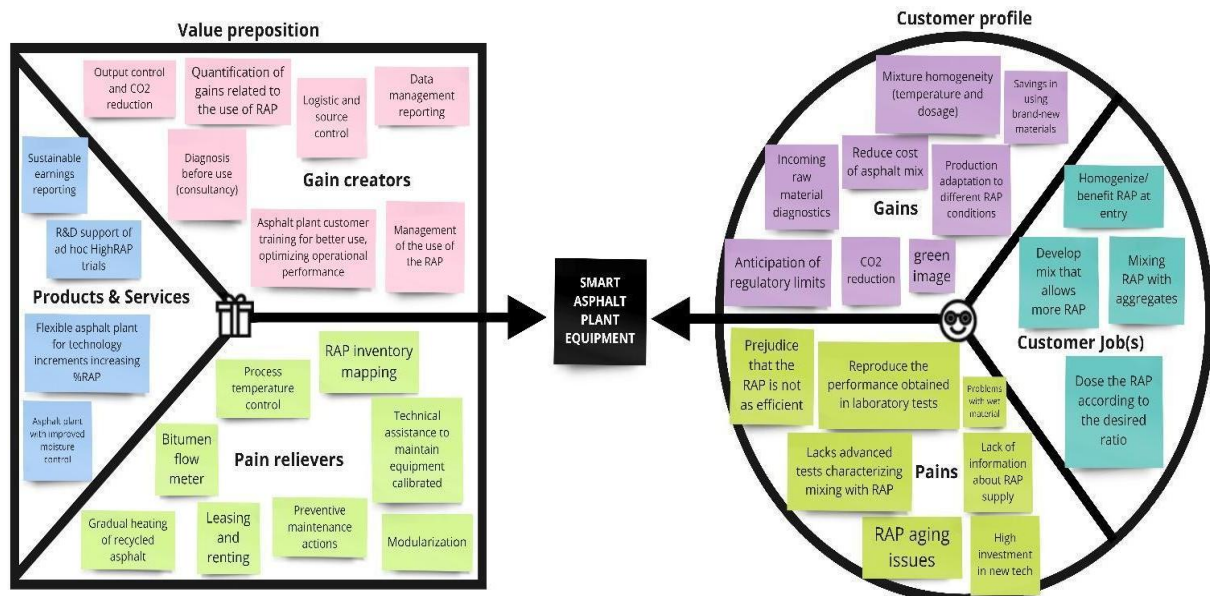 Value preposition
Output control
and CO2
reduction
Quantification of
gains related to
the use of RAP
Logistic and
source
control
Data
management
reporting
Diagnosis
before use
(consultancy)
Gain creators
Asphalt plant customer
training for better use,
optimizing operational
performance
Management of
the use of the
RAP
Sustainable
earnings
reporting
R&D support of
ad hoc HighRAP
trials
Products & Services
Flexible asphalt plant
for technology
increments increasing
%RAP
Asphalt plant
with improved
moisture
control
Process
temperature
control
RAP inventory
mapping
Bitumen
flow
meter
Pain relievers
Technical
assistance to
maintain
equipment
calibrated
Gradual heating
of recycled
asphalt
Leasing
and
renting
Preventive
maintenance
actions
Modularization
SMART
ASPHALT
PLANT
EQUIPMENT
Customer profile
Mixture homogeneity
(temperature and
dosage)
Savings in
using
brand-new
materials
Incoming
raw
material
diagnostics
Reduce cost
of asphalt mix
Production
adaptation to
different RAP
conditions
Gains
Anticipation of
regulatory limits
CO2
reduction
green
image
Homogenize/
benefit RAP at
entry
Develop
mix that
allows
more RAP
Mixing
RAP with
aggregates
Customer Job(s)
Dose the RAP
according to
the desired
ratio
Prejudice
that the
RAP is not
as efficient
Reproduce the
performance obtained
in laboratory tests
Problems
with wet
material
Lacks advanced
tests characterizing
mixing with RAP
Pains
Lack of
information
about RAP
supply
RAP aging
issues
High
investment
in new tech